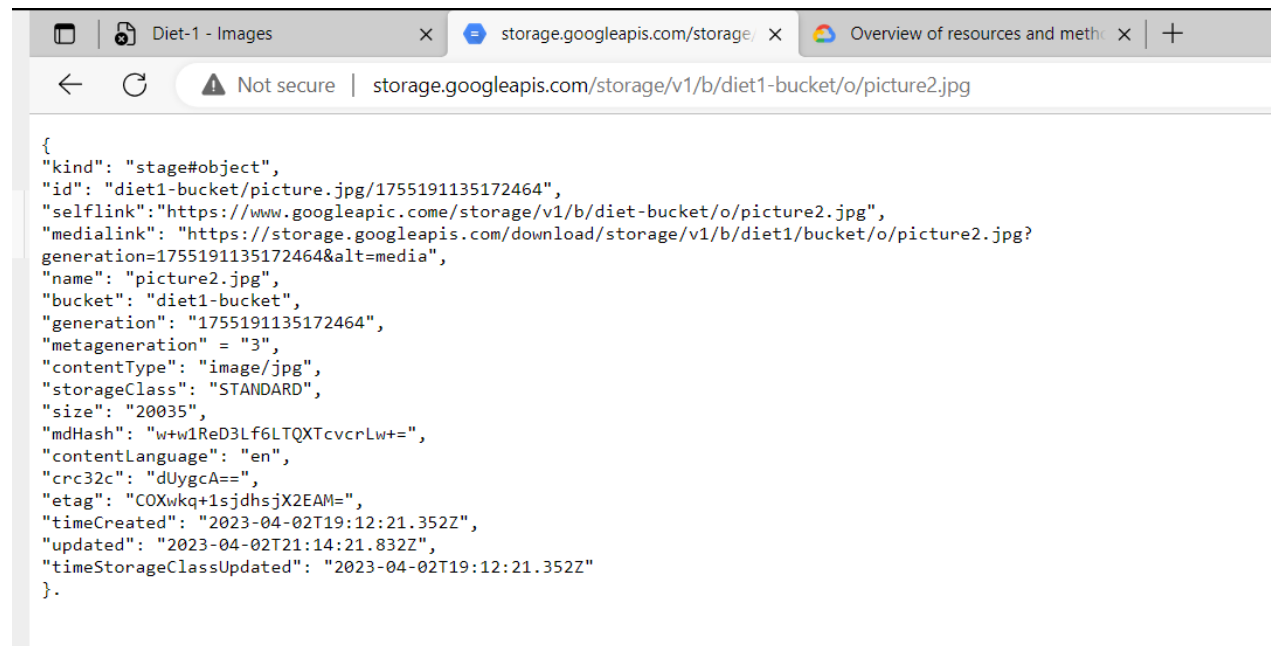 Diet-1 - Images
storage.googleapis.com/storage/
Overview of resources and metho
Not secure | storage.googleapis.com/storage/v1/b/diet1-bucket/o/picture2.jpg
{
"kind": "stage#object",
"id": "diet1-bucket/picture.jpg/1755191135172464",
"selflink":"https://www.googleapic.come/storage/v1/b/diet-bucket/o/picture2.jpg",
"medialink": "https://storage.googleapis.com/download/storage/v1/b/diet1/bucket/o/picture2.jpg?
generation=1755191135172464&alt=media",
"name": "picture2.jpg",
"bucket": "diet1-bucket",
"generation": "1755191135172464",
"metageneration" = "3",
"contentType": "image/jpg",
"storageClass": "STANDARD",
"size": "20035",
"mdHash": "w+w1ReD3Lf6LTQXTcvcrLw+=",
"contentLanguage": "en",
"crc32c": "dUygcA==",
"etag": "COXwkq+1sjdhsjX2EAM=",
"timeCreated": "2023-04-02T19:12:21.352Z",
"updated": "2023-04-02T21:14:21.832Z",
"timeStorageClassUpdated": "2023-04-02T19:12:21.352Z"
}.